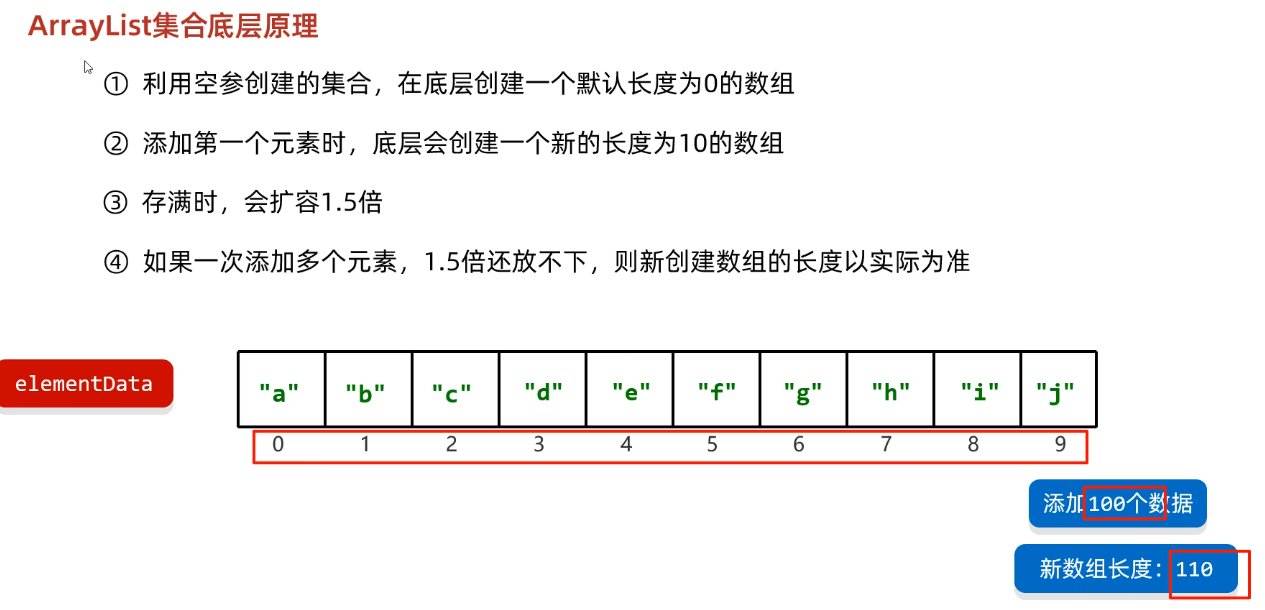 ArrayList集合底层原理
① 利用空参创建的集合，在底层创建一个默认长度为0的数组
② 添加第一个元素时，底层会创建一个新的长度为10的数组
③ 存满时，会扩容1.5倍
④ 如果一次添加多个元素，1.5倍还放不下，则新创建数组的长度以实际为准
elementData
"a" "b" "c" "d" "e" "f" "g" "h" "i" "j"
0 1 2 3 4 5 6 7 8 9
添加100个数据
新数组长度：110